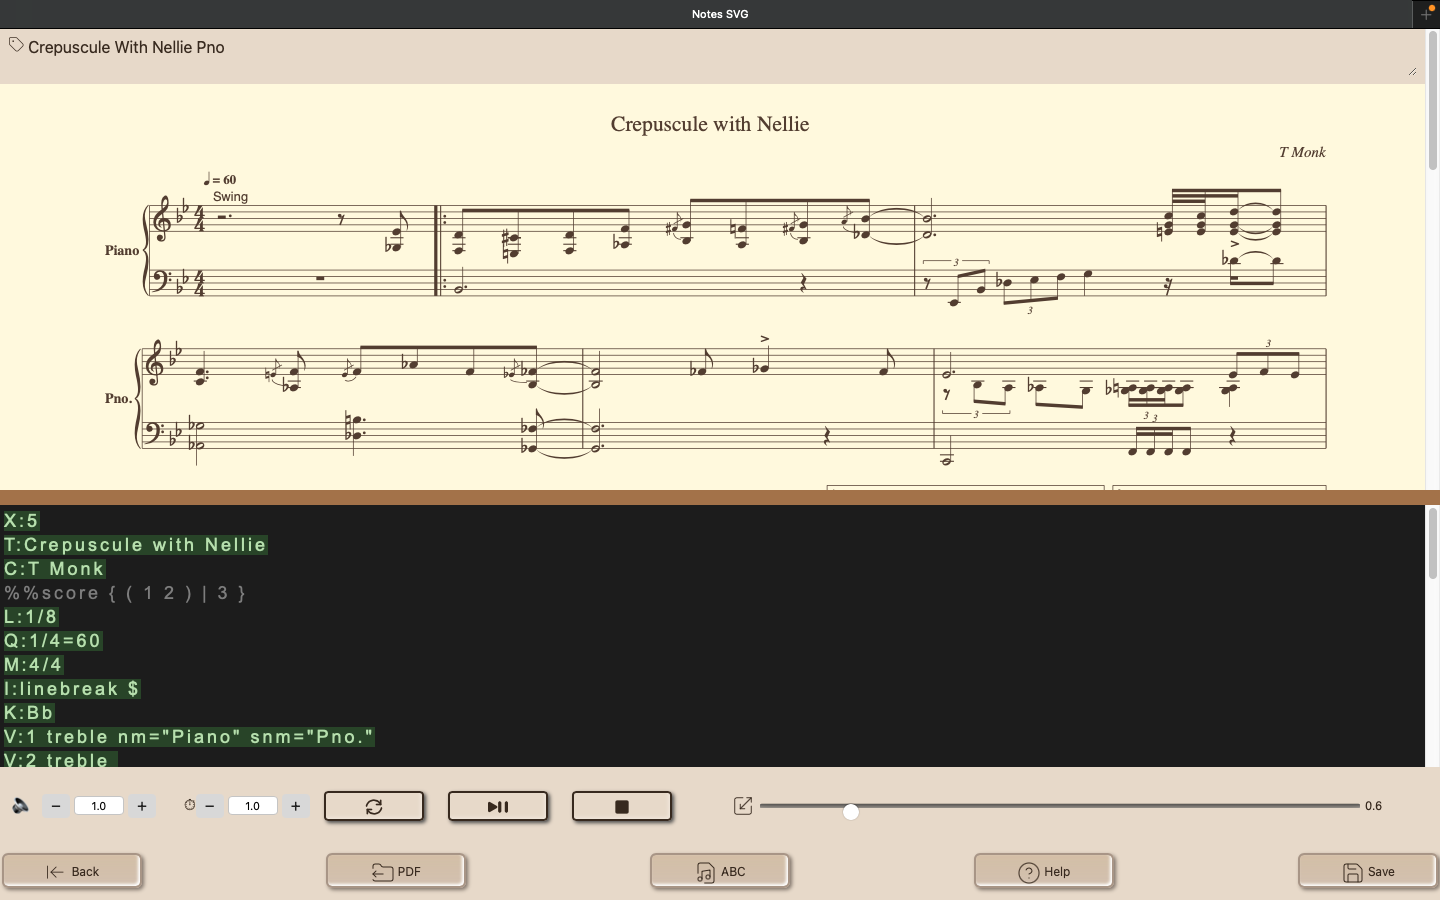 Notes SVG
Crepuscule With Nellie Pno
Crepuscule with Nellie
T Monk
= 60
Swing
Piano
3
3
3
Pno.
3
3 3
X:5
T:Crepuscule with Nellie
C:T Monk
%%score { ( 1 2 ) | 3 }
L:1/8
Q:1/4=60
M:4/4
I:linebreak $
K:Bb
V:1 treble nm="Piano" snm="Pno."
V:2 treble
1.0
1.0
0.6
Back
PDF
ABC
Help
Save